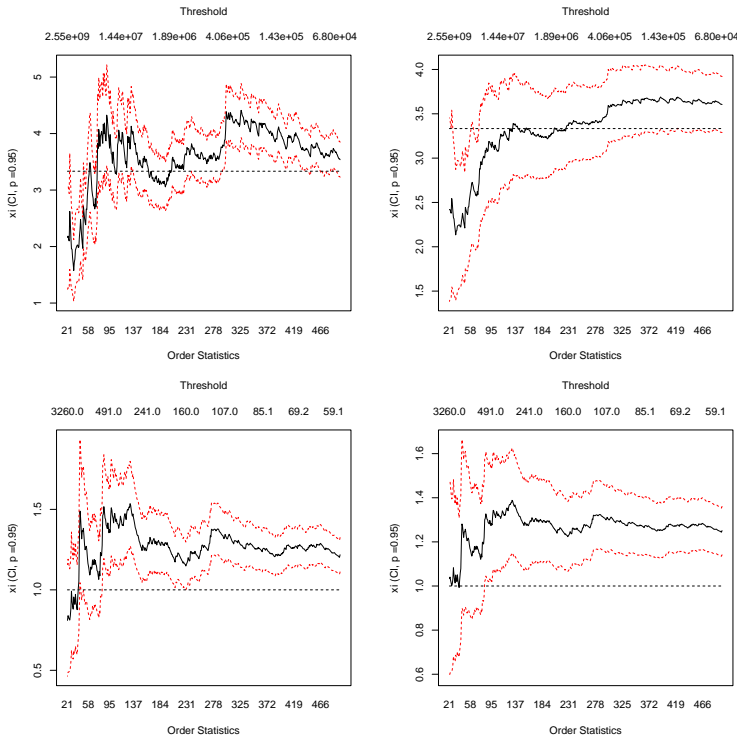 Threshold
2.55e+09 1.44e+07 1.89e+06 4.06e+05 1.43e+05 6.80e+04
xi (CI, p =0.95)
5
4
3
2
1
21 58 95 137 184 231 278 325 372 419 466
Order Statistics
Threshold
2.55e+09 1.44e+07 1.89e+06 4.06e+05 1.43e+05 6.80e+04
xi (CI, p =0.95)
4.0
3.5
3.0
2.5
2.0
1.5
21 58 95 137 184 231 278 325 372 419 466
Order Statistics
Threshold
3260.0 491.0 241.0 160.0 107.0 85.1 69.2 59.1
xi (CI, p =0.95)
1.5
1.0
0.5
21 58 95 137 184 231 278 325 372 419 466
Order Statistics
Threshold
3260.0 491.0 241.0 160.0 107.0 85.1 69.2 59.1
xi (CI, p =0.95)
1.6
1.4
1.2
1.0
0.8
0.6
21 58 95 137 184 231 278 325 372 419 466
Order Statistics